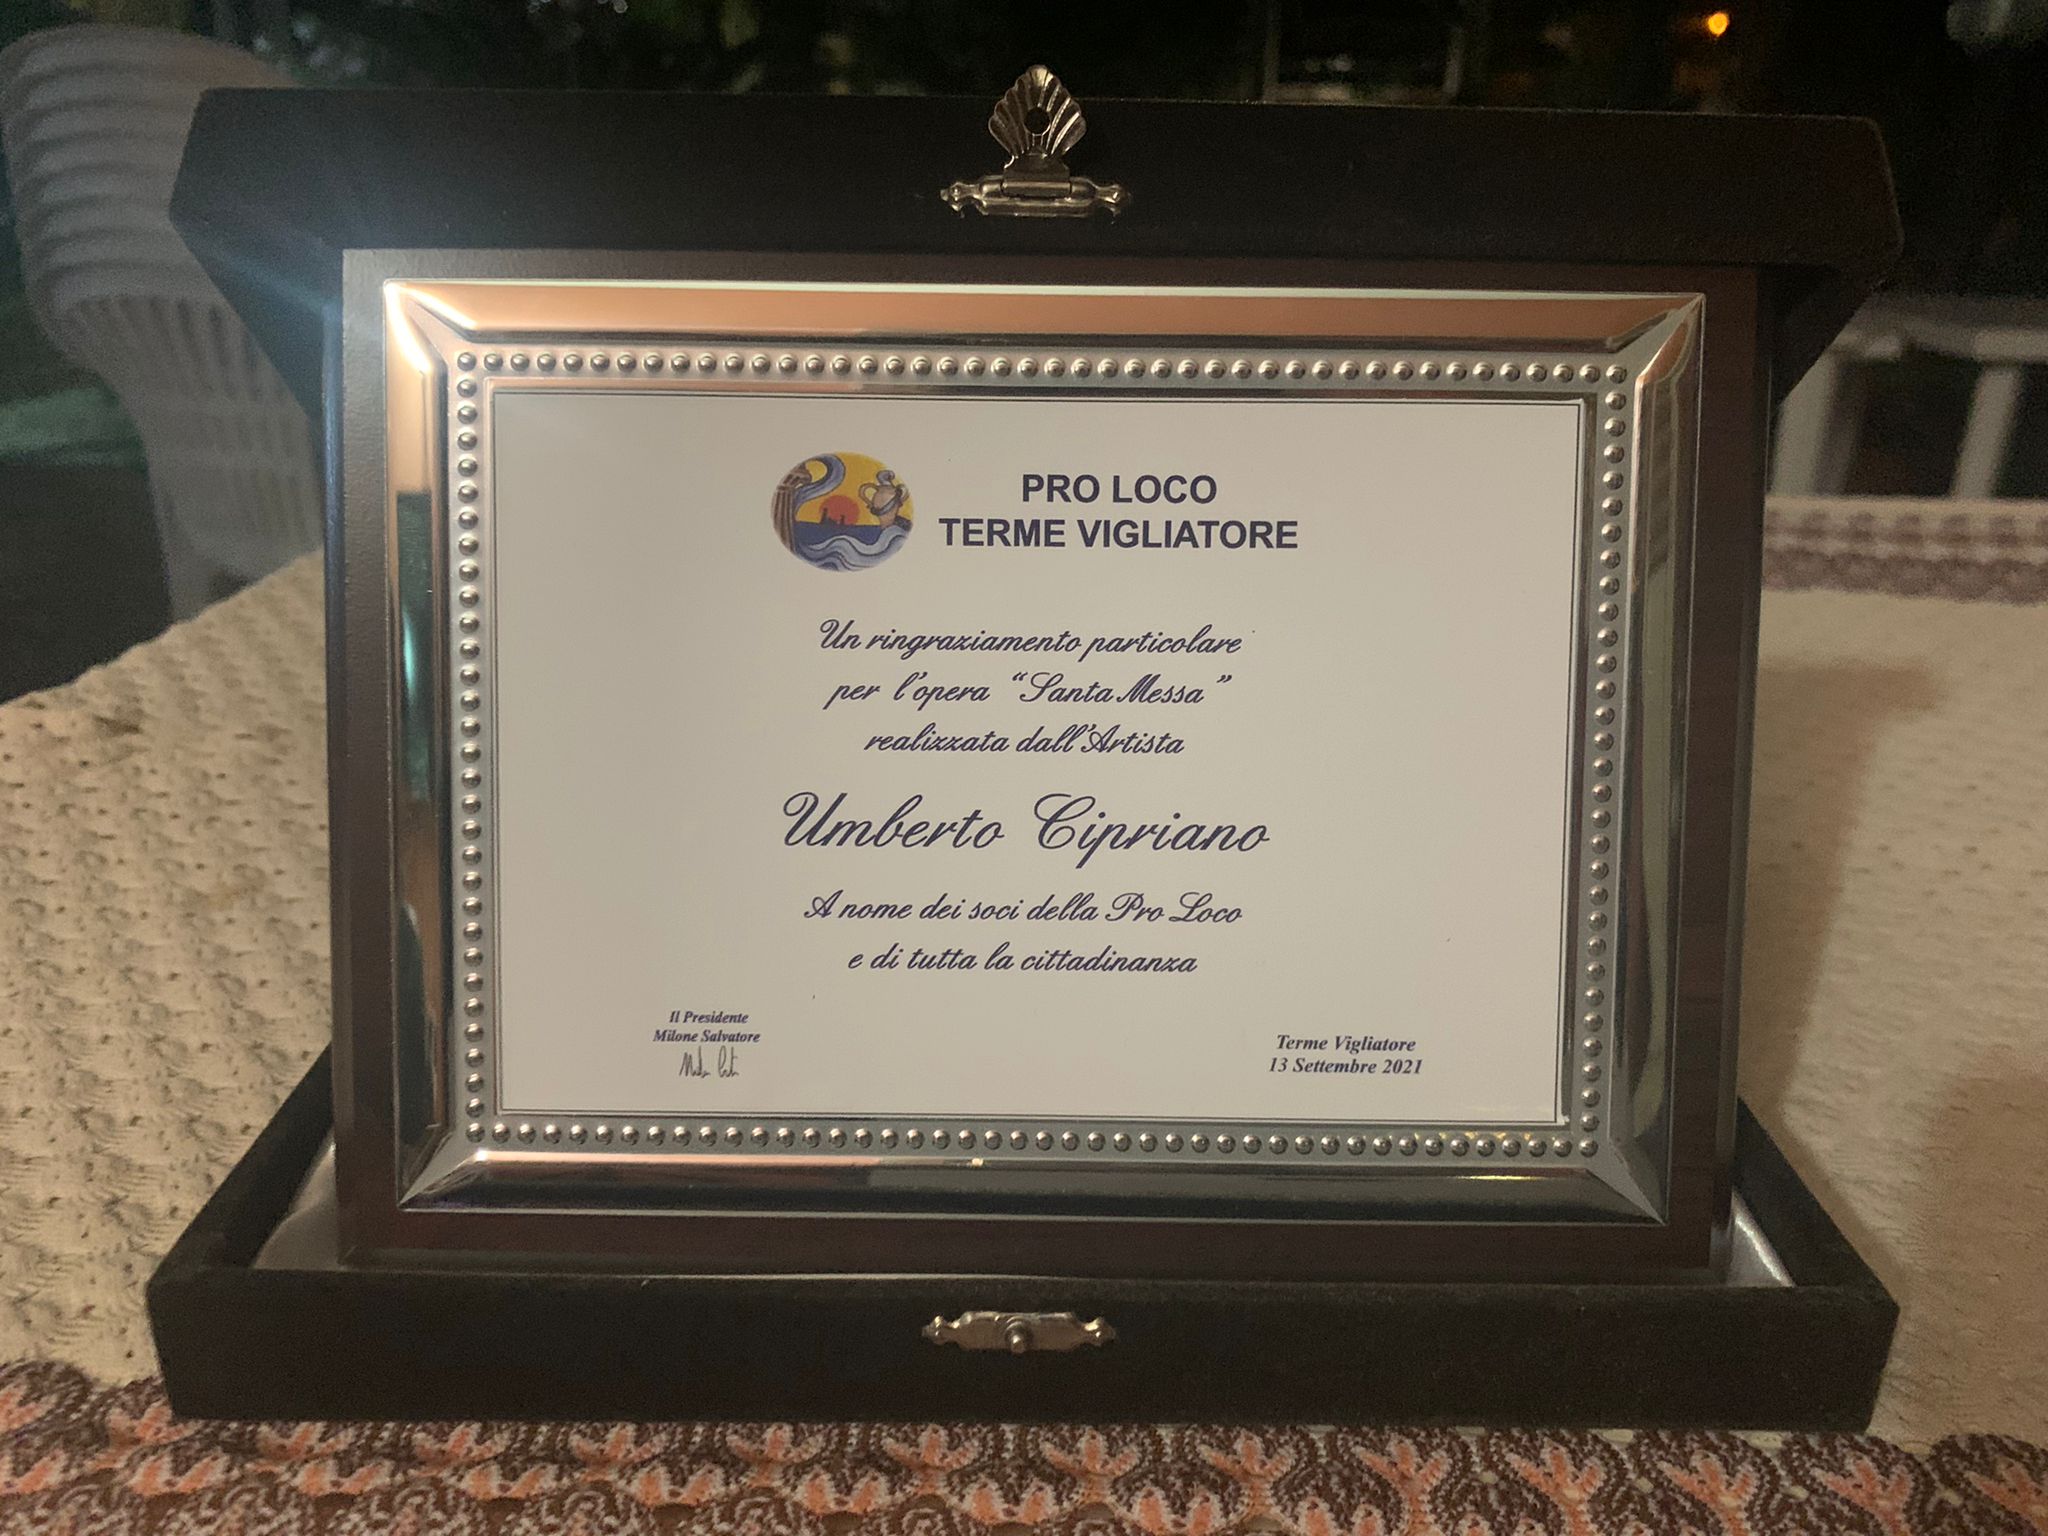 PRO LOCO
TERME VIGLIATORE
Un ringraziamento particolare
per l'opera “Santa Messa”
realizzata dall'Artista
Umberto Cipriano
A nome dei soci della Pro Loco
e di tutta la cittadinanza
Il Presidente
Milone Salvatore
Terme Vigliatore
13 Settembre 2021